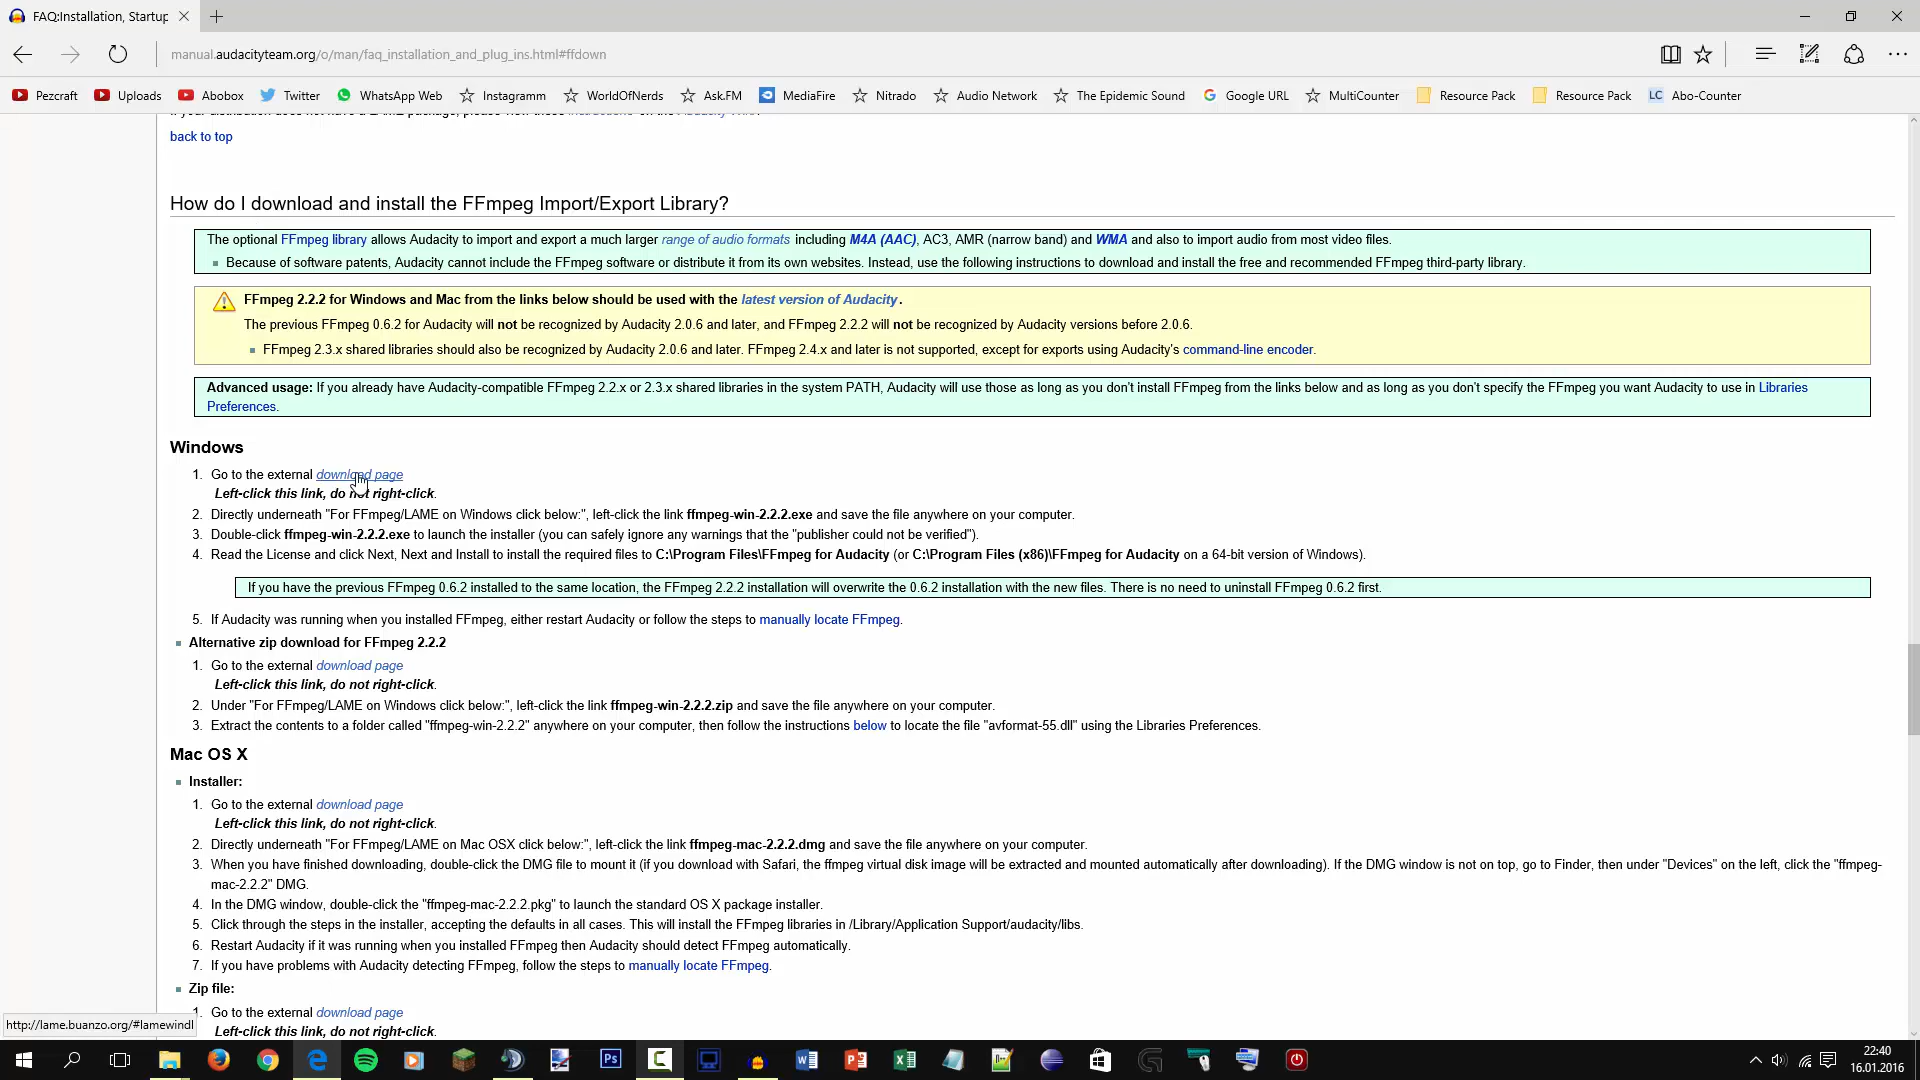 FAQ:Installation, Startup
manual.audacityteam.org/o/man/faq_installation_and_plug_ins.html#ffdown
Pezcraft Uploads Abobox Twitter WhatsApp Web Instagramm WorldOfNerds Ask.FM MediaFire Nitrado Audio Network The Epidemic Sound Google URL MultiCounter Resource Pack Resource Pack LC Abo-Counter
back to top
How do I download and install the FFmpeg Import/Export Library?
The optional FFmpeg library allows Audacity to import and export a much larger range of audio formats including M4A (AAC), AC3, AMR (narrow band) and WMA and also to import audio from most video files.
Because of software patents, Audacity cannot include the FFmpeg software or distribute it from its own websites. Instead, use the following instructions to download and install the free and recommended FFmpeg third-party library.
FFmpeg 2.2.2 for Windows and Mac from the links below should be used with the latest version of Audacity.
The previous FFmpeg 0.6.2 for Audacity will not be recognized by Audacity 2.0.6 and later, and FFmpeg 2.2.2 will not be recognized by Audacity versions before 2.0.6.
FFmpeg 2.3.x shared libraries should also be recognized by Audacity 2.0.6 and later. FFmpeg 2.4.x and later is not supported, except for exports using Audacity's command-line encoder.
Advanced usage: If you already have Audacity-compatible FFmpeg 2.2.x or 2.3.x shared libraries in the system PATH, Audacity will use those as long as you don't install FFmpeg from the links below and as long as you don't specify the FFmpeg you want Audacity to use in Libraries
Preferences.
Windows
1. Go to the external download page
Left-click this link, do not right-click.
2. Directly underneath "For FFmpeg/LAME on Windows click below:", left-click the link ffmpeg-win-2.2.2.exe and save the file anywhere on your computer.
3. Double-click ffmpeg-win-2.2.2.exe to launch the installer (you can safely ignore any warnings that the "publisher could not be verified").
4. Read the License and click Next, Next and Install to install the required files to C:\Program Files\FFmpeg for Audacity (or C:\Program Files (x86)\FFmpeg for Audacity on a 64-bit version of Windows).
If you have the previous FFmpeg 0.6.2 installed to the same location, the FFmpeg 2.2.2 installation will overwrite the 0.6.2 installation with the new files. There is no need to uninstall FFmpeg 0.6.2 first.
5. If Audacity was running when you installed FFmpeg, either restart Audacity or follow the steps to manually locate FFmpeg.
Alternative zip download for FFmpeg 2.2.2
1. Go to the external download page
Left-click this link, do not right-click.
2. Under "For FFmpeg/LAME on Windows click below:", left-click the link ffmpeg-win-2.2.2.zip and save the file anywhere on your computer.
3. Extract the contents to a folder called "ffmpeg-win-2.2.2" anywhere on your computer, then follow the instructions below to locate the file "avformat-55.dll" using the Libraries Preferences.
Mac OS X
Installer:
1. Go to the external download page
Left-click this link, do not right-click.
2. Directly underneath "For FFmpeg/LAME on Mac OSX click below:", left-click the link ffmpeg-mac-2.2.2.dmg and save the file anywhere on your computer.
3. When you have finished downloading, double-click the DMG file to mount it (if you download with Safari, the ffmpeg virtual disk image will be extracted and mounted automatically after downloading). If the DMG window is not on top, go to Finder, then under "Devices" on the left, click the "ffmpeg-
mac-2.2.2" DMG.
4. In the DMG window, double-click the "ffmpeg-mac-2.2.2.pkg" to launch the standard OS X package installer.
5. Click through the steps in the installer, accepting the defaults in all cases. This will install the FFmpeg libraries in /Library/Application Support/audacity/libs.
6. Restart Audacity if it was running when you installed FFmpeg then Audacity should detect FFmpeg automatically.
7. If you have problems with Audacity detecting FFmpeg, follow the steps to manually locate FFmpeg.
Zip file:
1. Go to the external download page
Left-click this link, do not right-click.
http://lame.buanzo.org/#lamewindl
Ps
22:40
16.01.2016